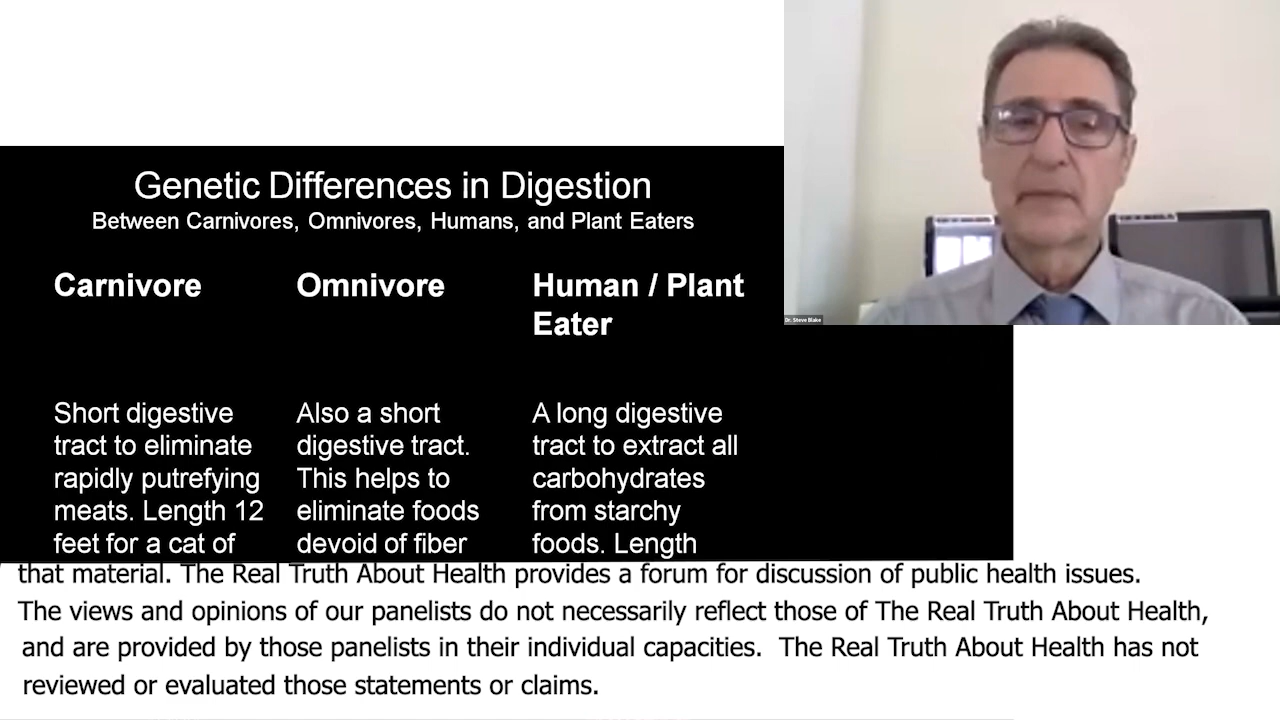 Genetic Differences in Digestion
Between Carnivores, Omnivores, Humans, and Plant Eaters
Carnivore
Omnivore
Human / Plant
Eater
Short digestive
tract to eliminate
rapidly putrefying
meats. Length 12
feet for a cat of
Also a short
digestive tract.
This helps to
eliminate foods
devoid of fiber
A long digestive
tract to extract all
carbohydrates
from starchy
foods. Length
Dr. Steve Blake
that material. The Real Truth About Health provides a forum for discussion of public health issues.
The views and opinions of our panelists do not necessarily reflect those of The Real Truth About Health,
and are provided by those panelists in their individual capacities.  The Real Truth About Health has not
reviewed or evaluated those statements or claims.